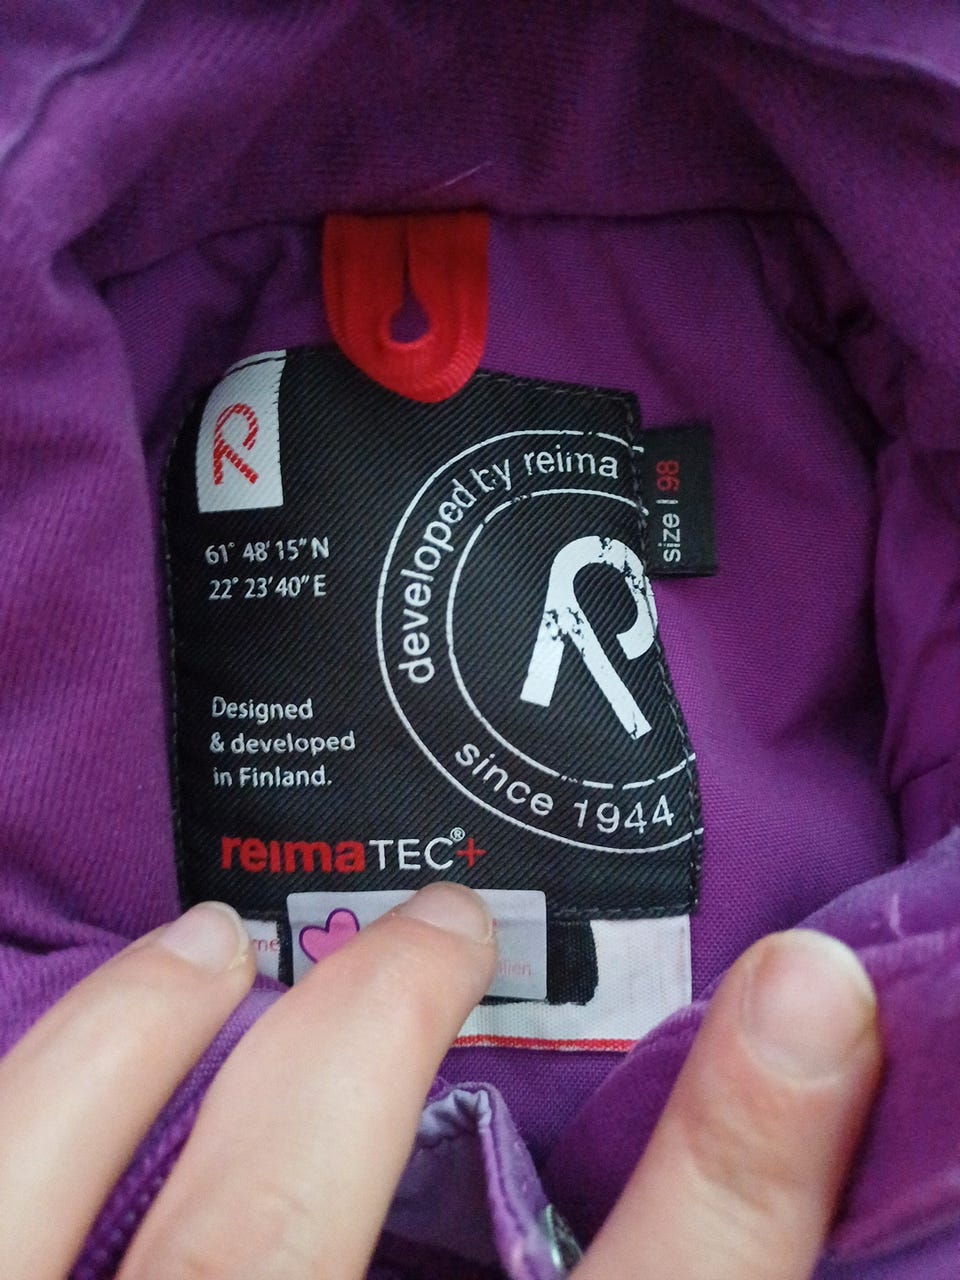 61° 48' 15" N
22° 23' 40" E
developed by reima
since 1944
size | 98
Designed
& developed
in Finland.
reimaTEC®+